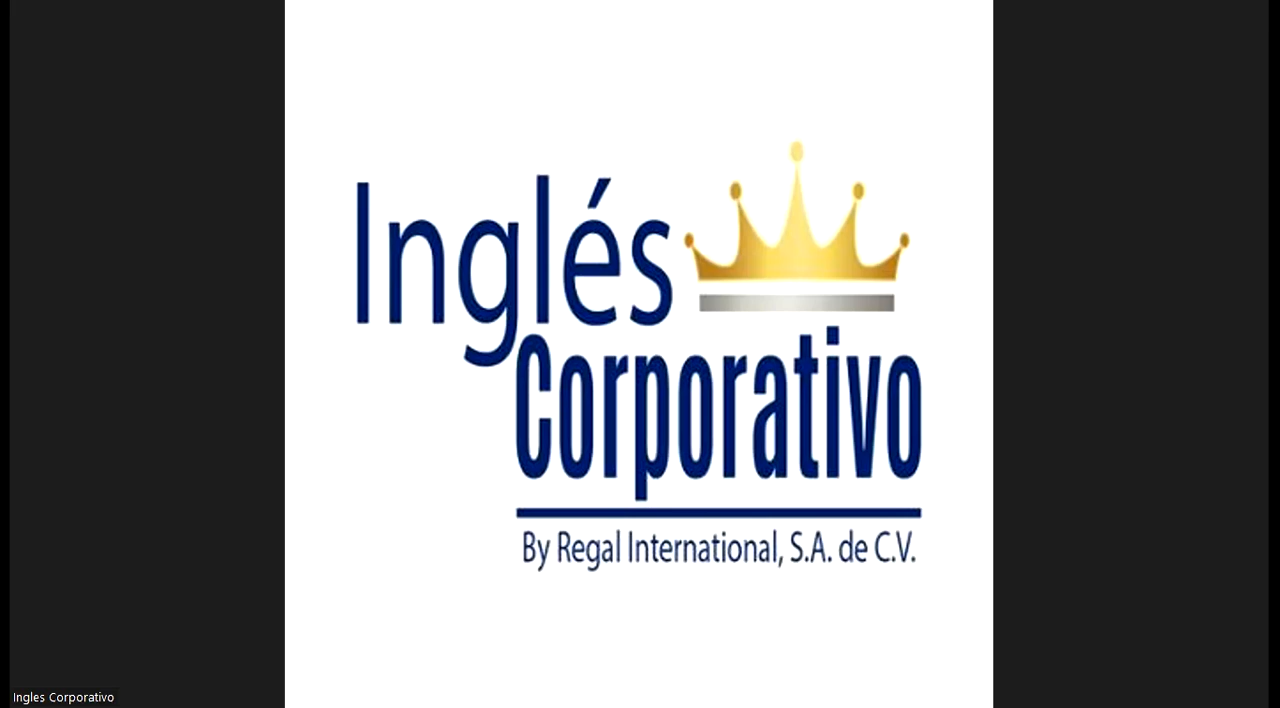 Inglés
Corporativo
By Regal International, S.A. de C.V.
Ingles Corporativo